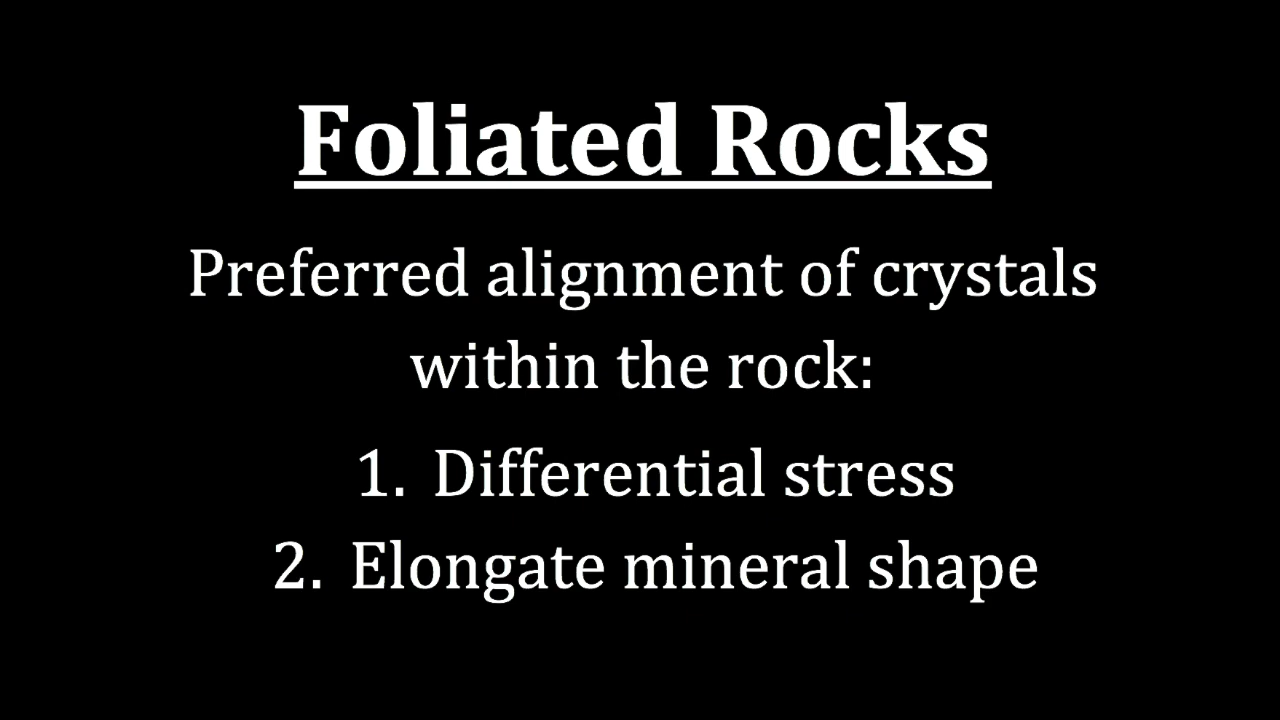 Foliated Rocks
Preferred alignment of crystals
within the rock:
1. Differential stress
2. Elongate mineral shape